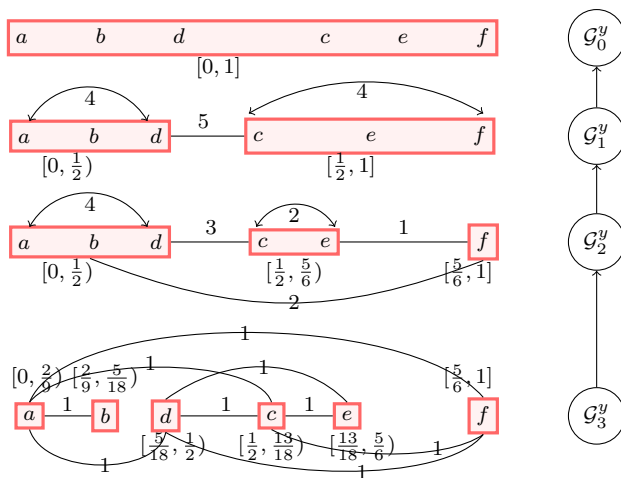 a b d c e f 𝒢₀ʸ
[0, 1]
4 4
a b d 5 c e f 𝒢₁ʸ
[0, 1/2) [1/2, 1]
4 2
a b d 3 c e 1 f 𝒢₂ʸ
[0, 1/2) [1/2, 5/6) [5/6, 1]
2
1
[0, 2/9) [2/9, 5/18) 1 1 [5/6, 1]
a 1 b d 1 c 1 e f 𝒢₃ʸ
[5/18, 1/2) [1/2, 13/18) [13/18, 5/6) 1
1 1